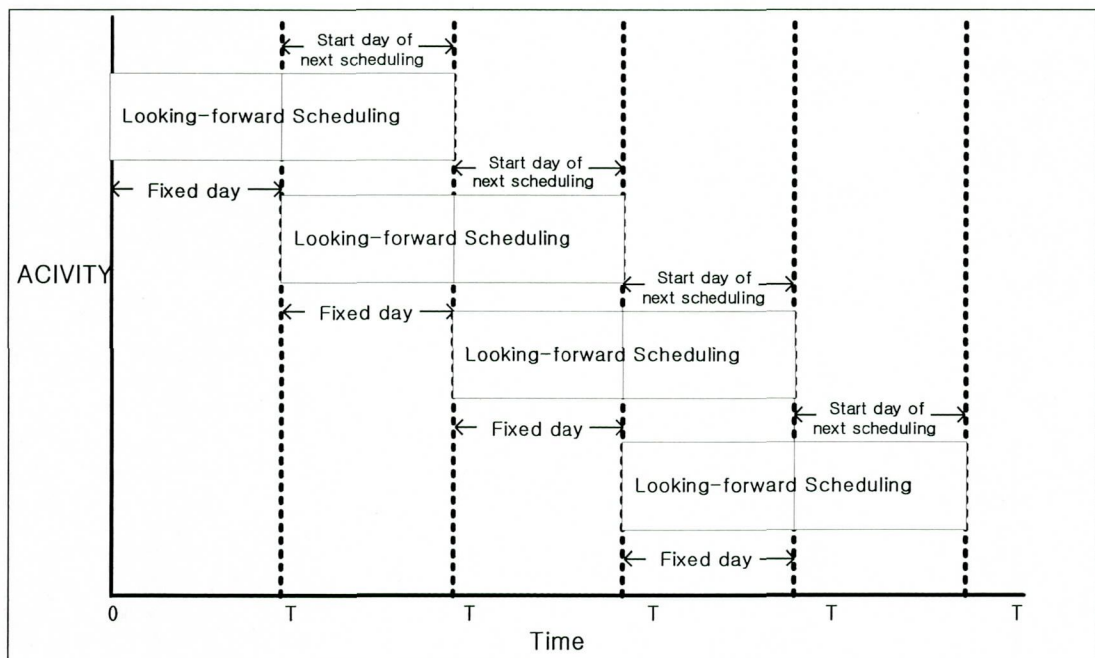 Start day of
next scheduling
Looking-forward Scheduling
Start day of
next scheduling
Fixed day
Looking-forward Scheduling
ACIVITY
Start day of
next scheduling
Fixed day
Looking-forward Scheduling
Start day of
next scheduling
Fixed day
Looking-forward Scheduling
Fixed day
0 T T T T T
Time